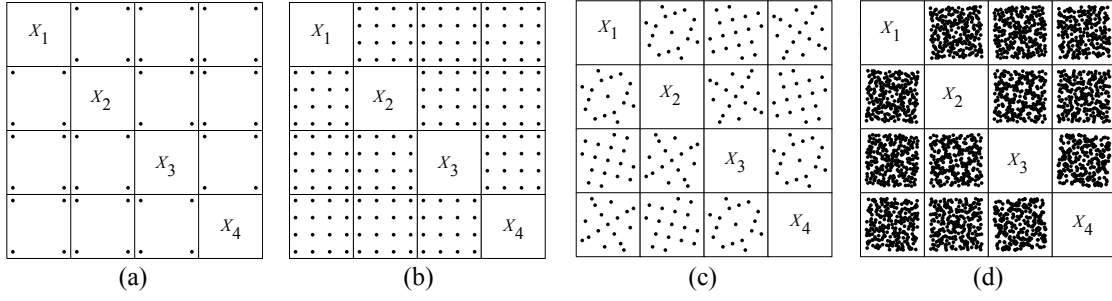 X1 X1 X1 X1
X2 X2 X2 X2
X3 X3 X3 X3
X4 X4 X4 X4
(a) (b) (c) (d)